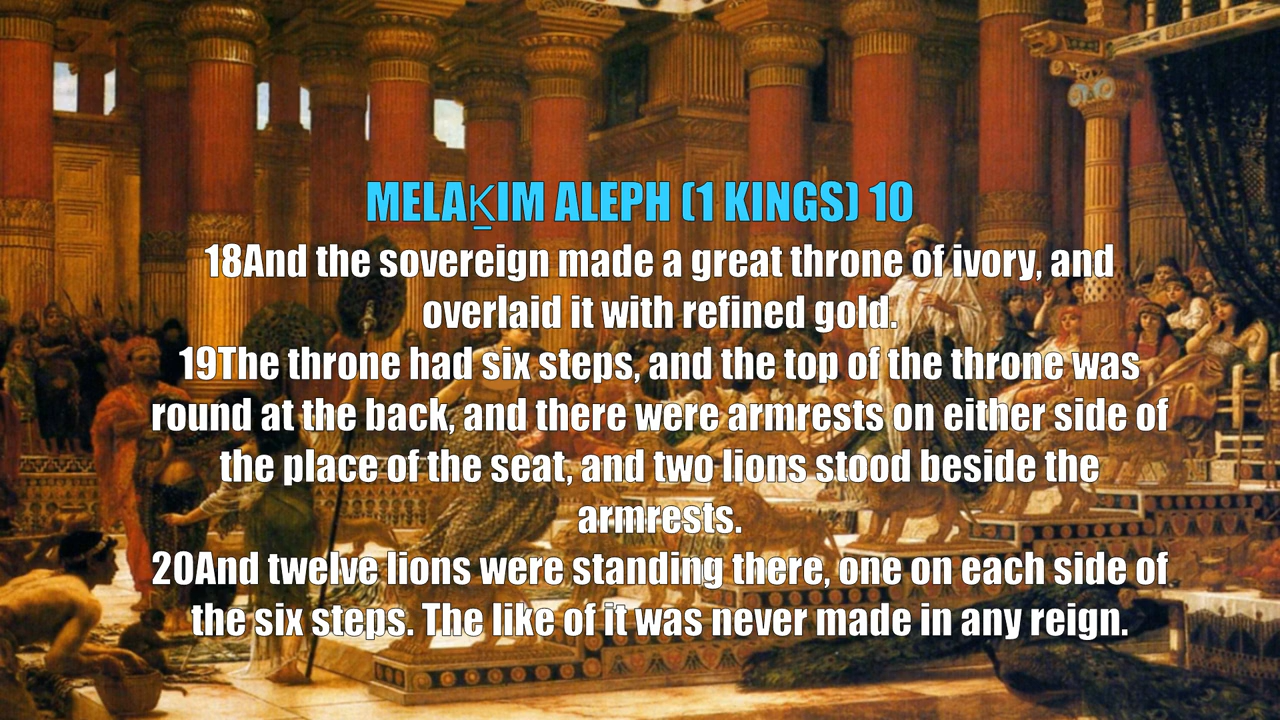 MELAḴIM ALEPH (1 KINGS) 10
18And the sovereign made a great throne of ivory, and
overlaid it with refined gold.
19The throne had six steps, and the top of the throne was
round at the back, and there were armrests on either side of
the place of the seat, and two lions stood beside the
armrests.
20And twelve lions were standing there, one on each side of
the six steps. The like of it was never made in any reign.